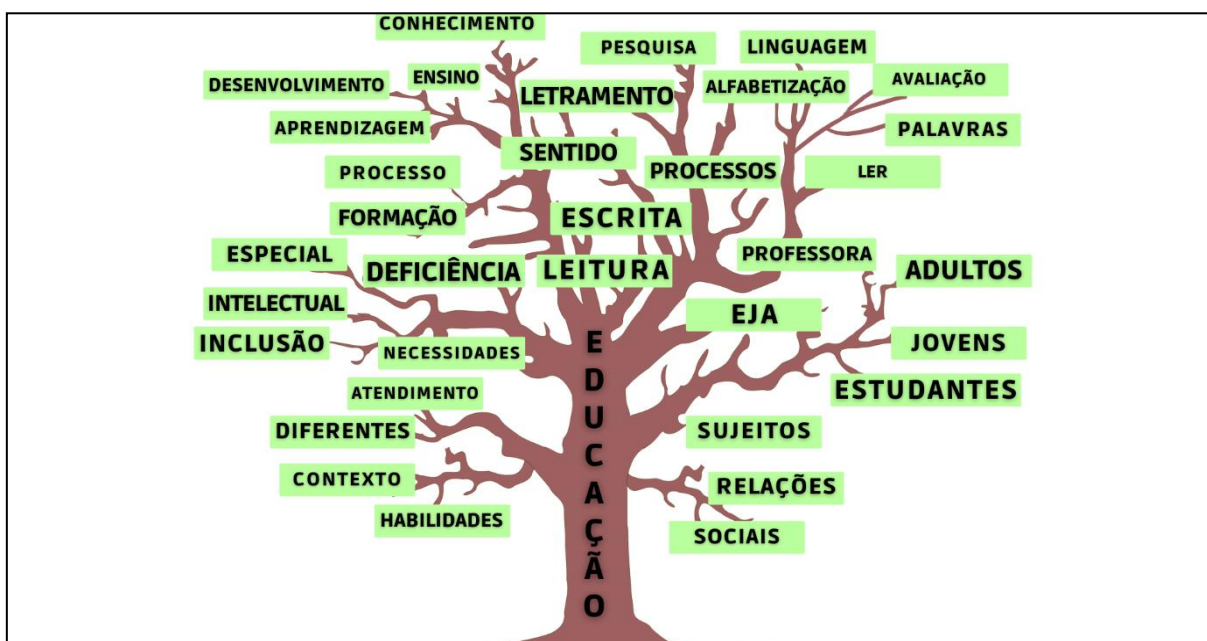 CONHECIMENTO
PESQUISA
LINGUAGEM
DESENVOLVIMENTO
ENSINO
LETRAMENTO
ALFABETIZAÇÃO
AVALIAÇÃO
APRENDIZAGEM
PALAVRAS
SENTIDO
PROCESSO
PROCESSOS
LER
FORMAÇÃO
ESCRITA
ESPECIAL
DEFICIÊNCIA
LEITURA
PROFESSORA
ADULTOS
INTELECTUAL
EJA
INCLUSÃO
NECESSIDADES
JOVENS
ATENDIMENTO
ESTUDANTES
DIFERENTES
SUJEITOS
CONTEXTO
RELAÇÕES
HABILIDADES
SOCIAIS
EDUCAÇÃO